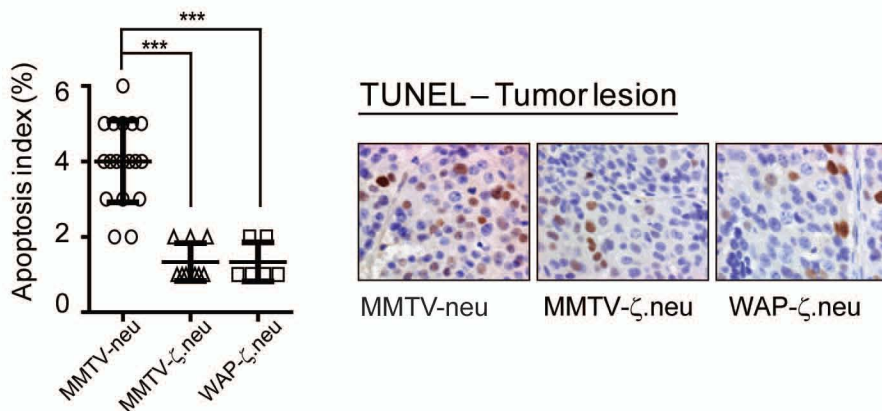 ***
***
Apoptosis index (%)
6
4
2
0
MMTV-neu
MMTV-ζ.neu
WAP-ζ.neu
TUNEL – Tumor lesion
MMTV-neu
MMTV-ζ.neu
WAP-ζ.neu